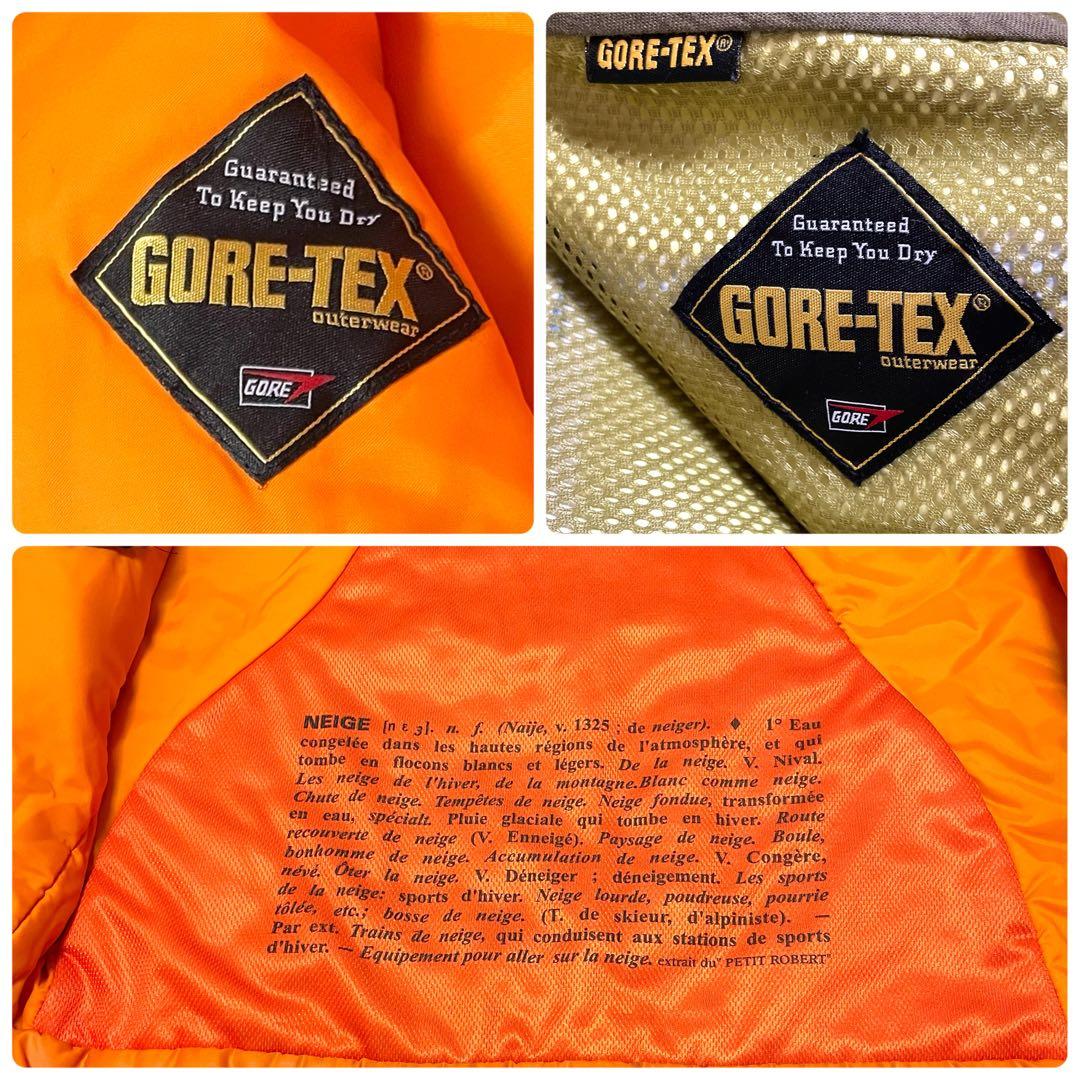 Guaranteed
To Keep You Dry
GORE-TEX®
outerwear
GORE
GORE-TEX®
Guaranteed
To Keep You Dry
GORE-TEX®
outerwear
GORE
NEIGE [n ε ʒ]. n. f. (Naije, v. 1325 ; de neiger). ♦ 1° Eau
congelée dans les hautes régions de l'atmosphère, et qui
tombe en flocons blancs et légers. De la neige. V. Nival.
Les neige de l'hiver, de la montagne.Blanc comme neige.
Chute de neige. Tempêtes de neige. Neige fondue, transformée
en eau, spécialt. Pluie glaciale qui tombe en hiver. Route
recouverte de neige (V. Enneigé). Paysage de neige. Boule,
bonhomme de neige. Accumulation de neige. V. Congère,
névé. Ôter la neige. V. Déneiger ; déneigement. Les sports
de la neige: sports d'hiver. Neige lourde, poudreuse, pourrie
tôlée, etc.; bosse de neige. (T. de skieur, d'alpiniste). —
Par ext. Trains de neige, qui conduisent aux stations de sports
d'hiver. — Equipement pour aller sur la neige. extrait du" PETIT ROBERT"